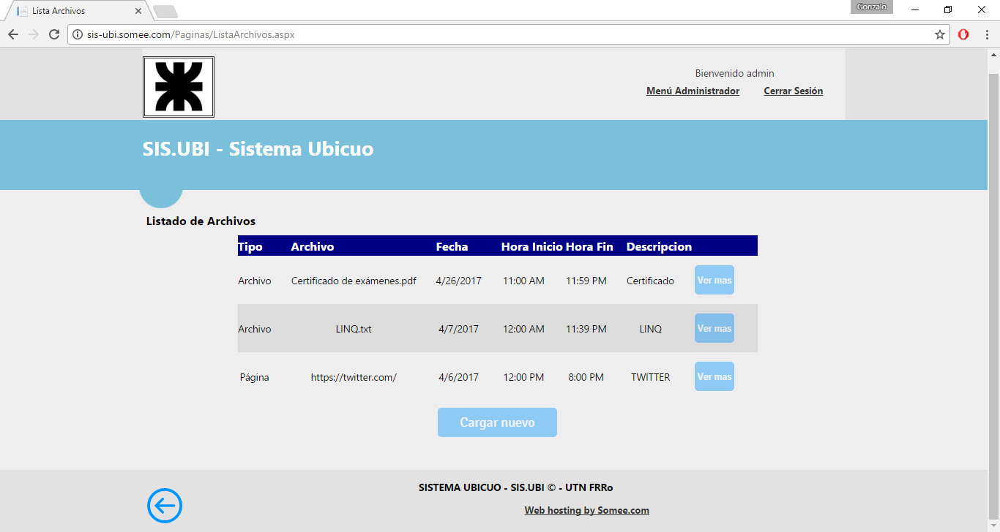 Lista Archivos
Gonzalo
sis-ubi.somee.com/Paginas/ListaArchivos.aspx
Bienvenido admin
Menú Administrador Cerrar Sesión
SIS.UBI - Sistema Ubicuo
Listado de Archivos
Tipo Archivo Fecha Hora Inicio Hora Fin Descripcion
Archivo Certificado de exámenes.pdf 4/26/2017 11:00 AM 11:59 PM Certificado Ver mas
Archivo LINQ.txt 4/7/2017 12:00 AM 11:39 PM LINQ Ver mas
Página https://twitter.com/ 4/6/2017 12:00 PM 8:00 PM TWITTER Ver mas
Cargar nuevo
SISTEMA UBICUO - SIS.UBI © - UTN FRRo
Web hosting by Somee.com